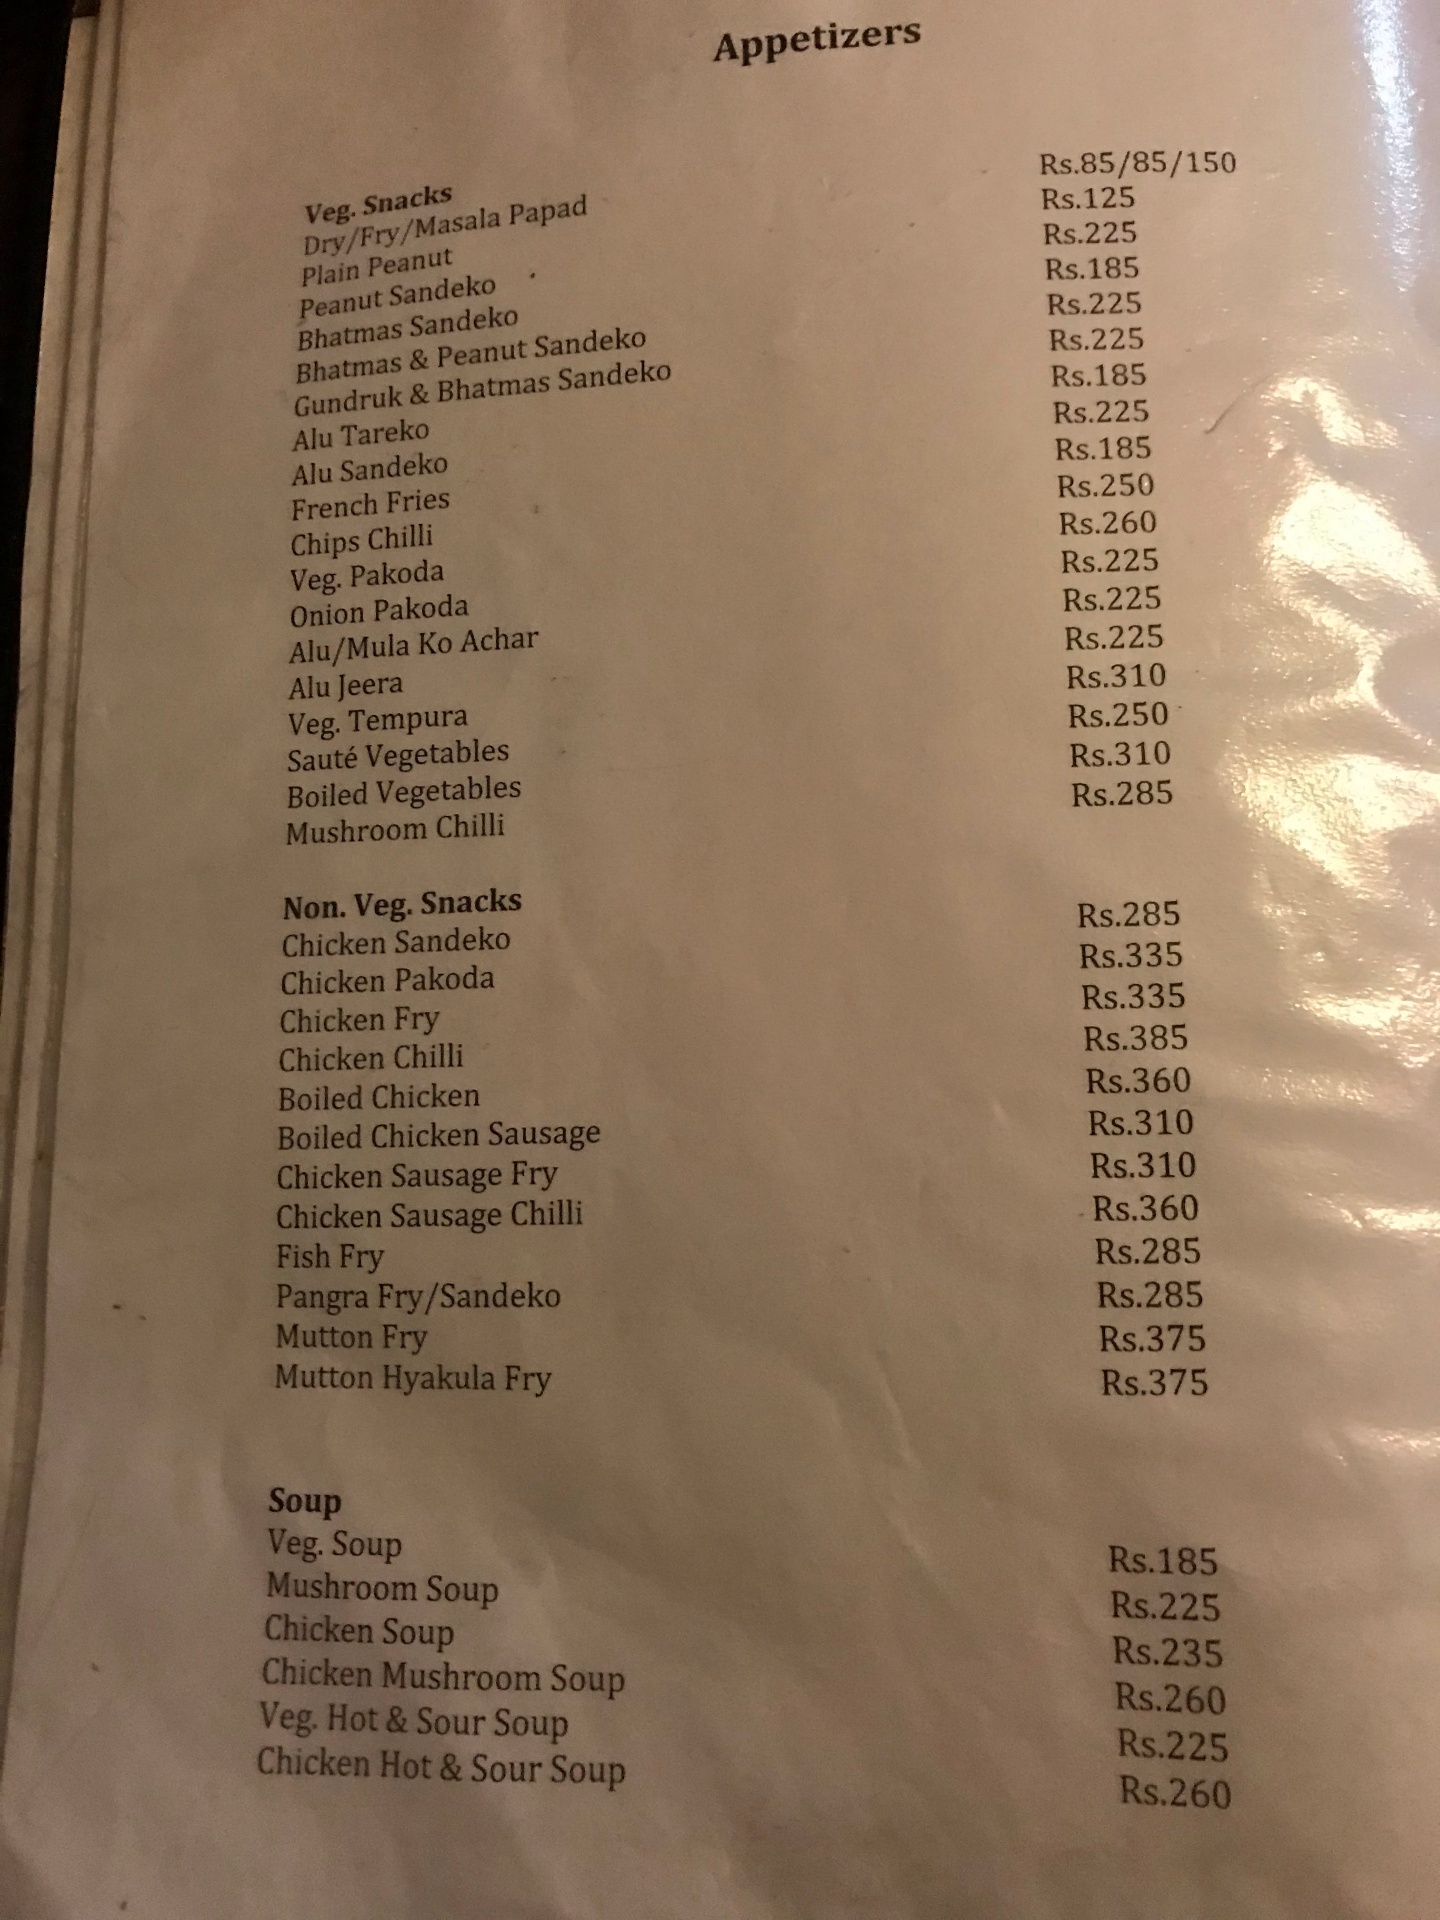 Appetizers
Veg. Snacks
Dry/Fry/Masala Papad Rs.85/85/150
Plain Peanut Rs.125
Peanut Sandeko Rs.225
Bhatmas Sandeko Rs.185
Bhatmas & Peanut Sandeko Rs.225
Gundruk & Bhatmas Sandeko Rs.225
Alu Tareko Rs.185
Alu Sandeko Rs.225
French Fries Rs.185
Chips Chilli Rs.250
Veg. Pakoda Rs.260
Onion Pakoda Rs.225
Alu/Mula Ko Achar Rs.225
Alu Jeera Rs.225
Veg. Tempura Rs.310
Sauté Vegetables Rs.250
Boiled Vegetables Rs.310
Mushroom Chilli Rs.285
Non. Veg. Snacks
Chicken Sandeko Rs.285
Chicken Pakoda Rs.335
Chicken Fry Rs.335
Chicken Chilli Rs.385
Boiled Chicken Rs.360
Boiled Chicken Sausage Rs.310
Chicken Sausage Fry Rs.310
Chicken Sausage Chilli Rs.360
Fish Fry Rs.285
Pangra Fry/Sandeko Rs.285
Mutton Fry Rs.375
Mutton Hyakula Fry Rs.375
Soup
Veg. Soup Rs.185
Mushroom Soup Rs.225
Chicken Soup Rs.235
Chicken Mushroom Soup Rs.260
Veg. Hot & Sour Soup Rs.225
Chicken Hot & Sour Soup Rs.260